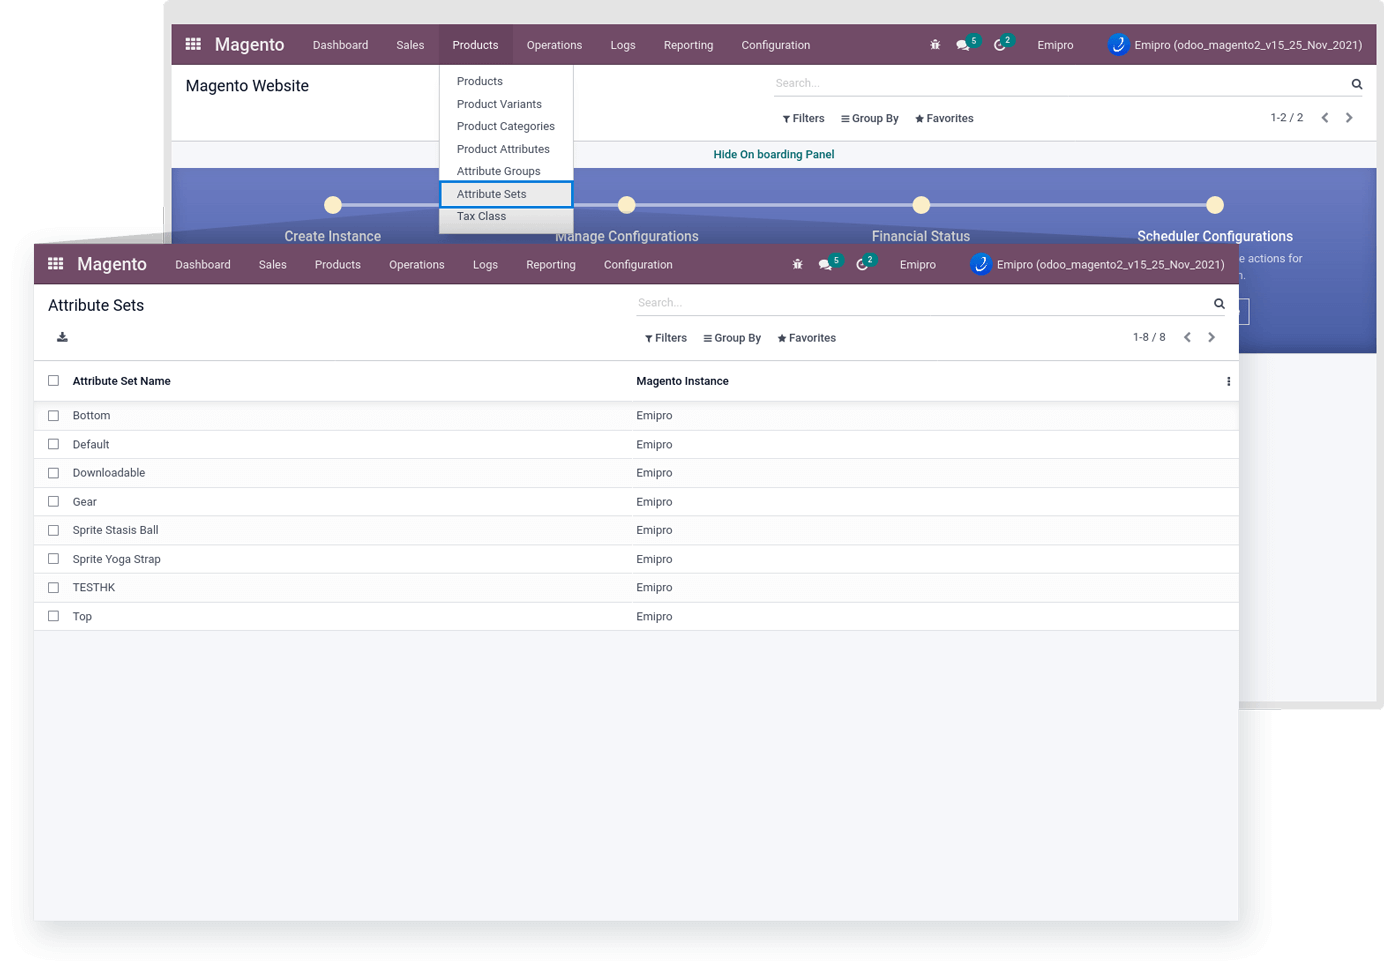 Magento Dashboard Sales Products Operations Logs Reporting Configuration 5 2 Emipro Emipro (odoo_magento2_v15_25_Nov_2021)
Magento Website
Search...
Filters Group By Favorites 1-2 / 2
Products
Product Variants
Product Categories
Product Attributes
Attribute Groups
Attribute Sets
Tax Class
Hide On boarding Panel
Create Instance Manage Configurations Financial Status Scheduler Configurations
e actions for
n.
Magento Dashboard Sales Products Operations Logs Reporting Configuration 5 2 Emipro Emipro (odoo_magento2_v15_25_Nov_2021)
Attribute Sets
Search...
Filters Group By Favorites 1-8 / 8
Attribute Set Name Magento Instance
Bottom Emipro
Default Emipro
Downloadable Emipro
Gear Emipro
Sprite Stasis Ball Emipro
Sprite Yoga Strap Emipro
TESTHK Emipro
Top Emipro